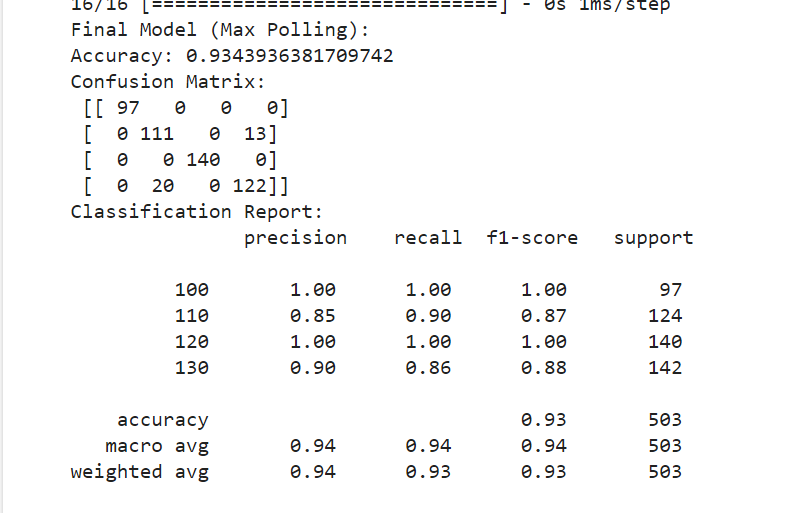 16/16 [==============================] - 0s 1ms/step
Final Model (Max Polling):
Accuracy: 0.9343936381709742
Confusion Matrix:
 [[ 97   0   0   0]
 [  0 111   0  13]
 [  0   0 140   0]
 [  0  20   0 122]]
Classification Report:
               precision    recall  f1-score   support

         100       1.00      1.00      1.00        97
         110       0.85      0.90      0.87       124
         120       1.00      1.00      1.00       140
         130       0.90      0.86      0.88       142

    accuracy                           0.93       503
   macro avg       0.94      0.94      0.94       503
weighted avg       0.94      0.93      0.93       503